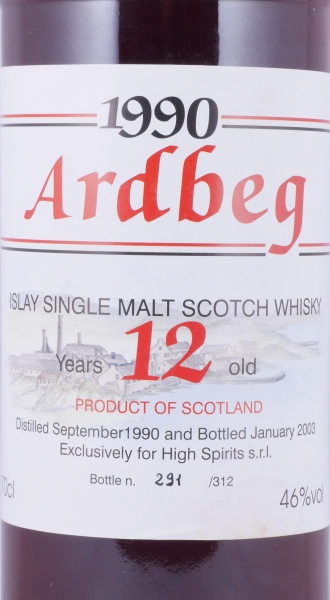 1990
Ardbeg
ISLAY SINGLE MALT SCOTCH WHISKY
Years 12 old
PRODUCT OF SCOTLAND
Distilled September1990 and Bottled January 2003
Exclusively for High Spirits s.r.l.
Bottle n. 291 /312
70cl 46%vol